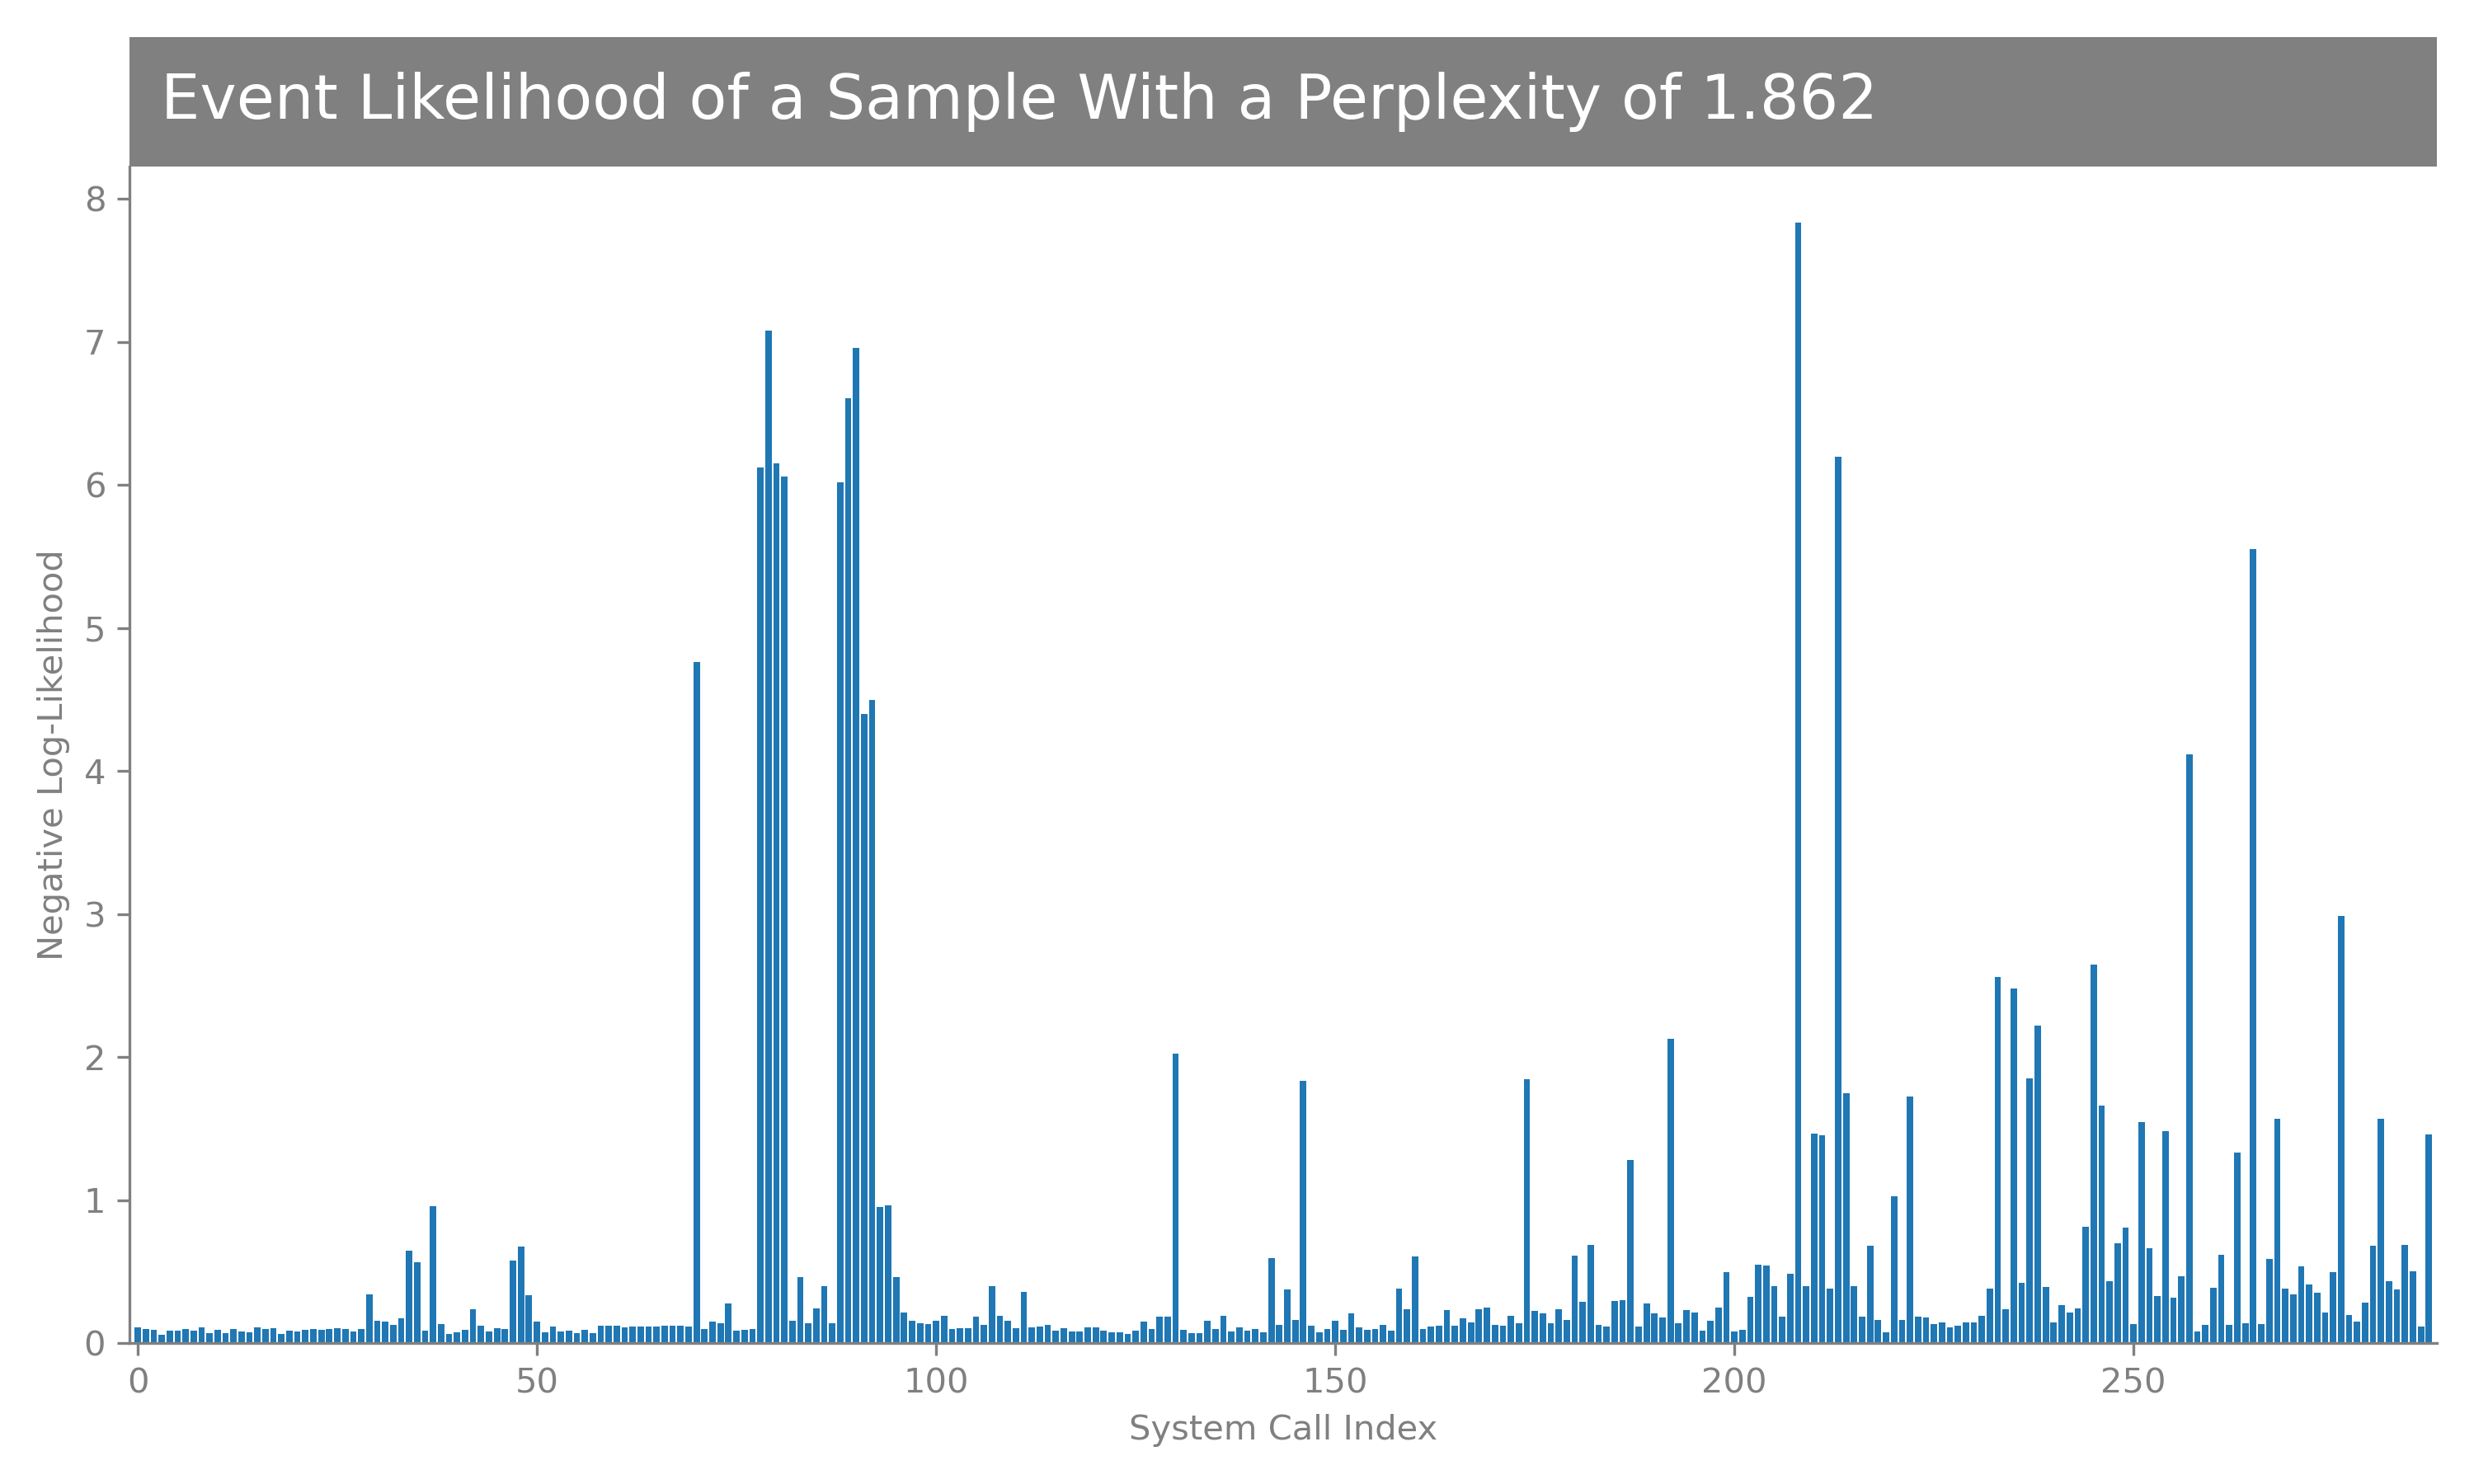 Event Likelihood of a Sample With a Perplexity of 1.862
8
7
6
5
4
3
2
1
0
Negative Log-Likelihood
0 50 100 150 200 250
System Call Index